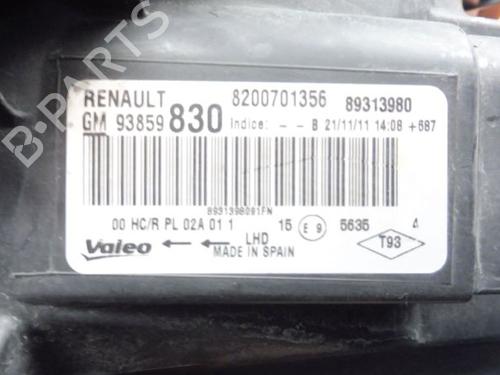 B-PARTS
RENAULT 8200701356 89313980
GM 93859 830 Indice: - - B 21/11/11 14:08 +687
8931398091FN
00 HC/R PL 02A 01 1 15 E 9 5635 4
Valeo LHD T93
MADE IN SPAIN